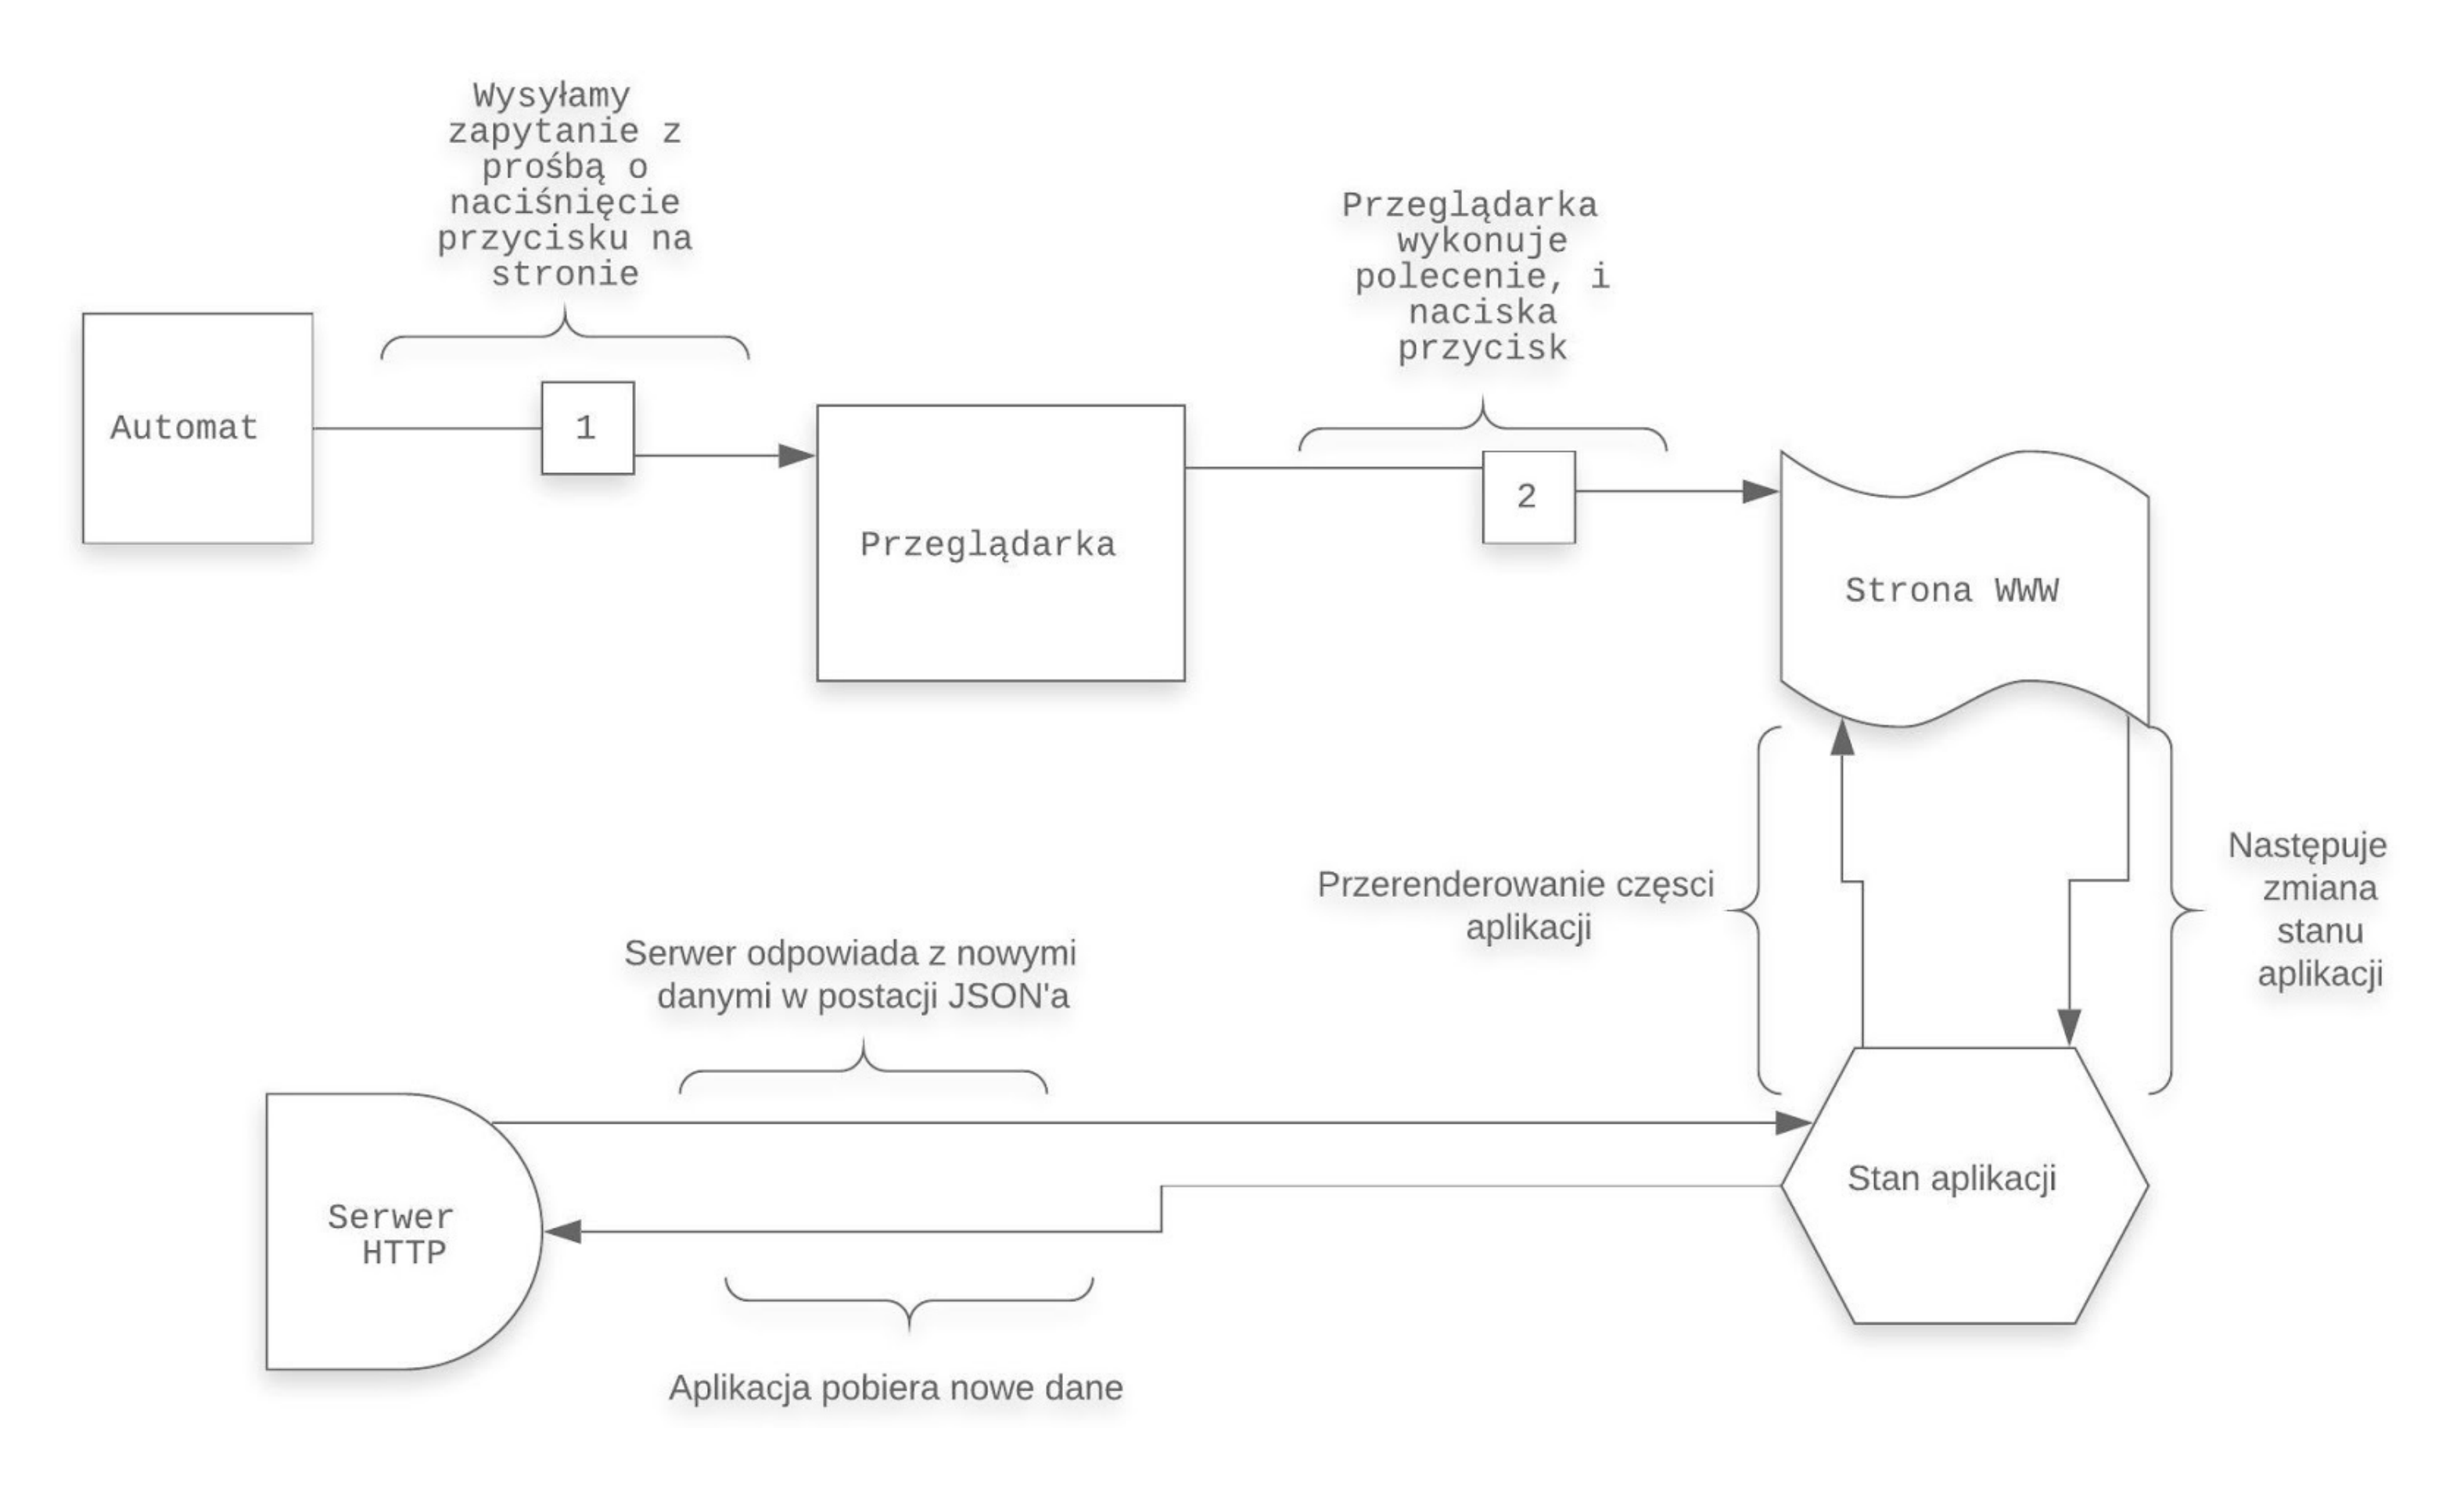 Wysyłamy
zapytanie z
prośbą o
naciśnięcie
przycisku na
stronie
Przeglądarka
wykonuje
polecenie, i
naciska
przycisk
Automat
1
Przeglądarka
2
Strona WWW
Przerenderowanie częsci
aplikacji
Następuje
zmiana
stanu
aplikacji
Serwer odpowiada z nowymi
danymi w postacji JSON'a
Serwer
HTTP
Stan aplikacji
Aplikacja pobiera nowe dane